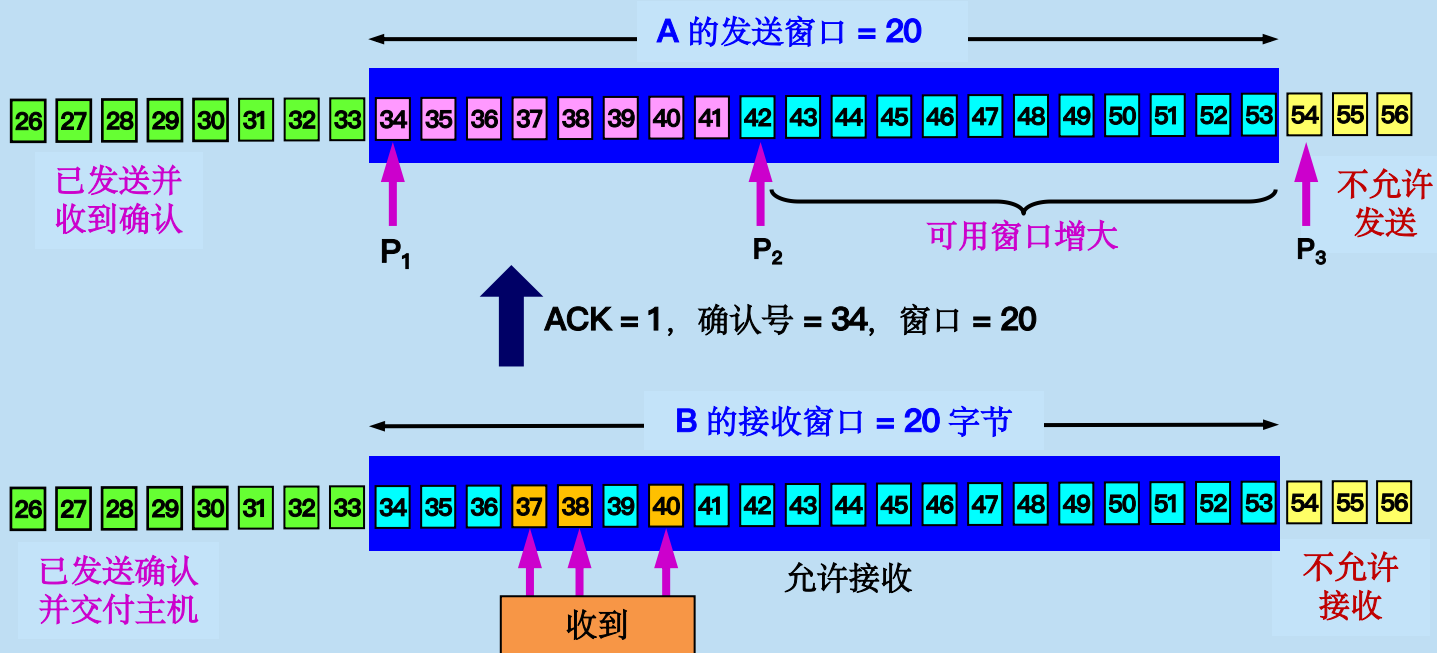 A 的发送窗口 = 20
26 27 28 29 30 31 32 33 34 35 36 37 38 39 40 41 42 43 44 45 46 47 48 49 50 51 52 53 54 55 56
已发送并
收到确认
不允许
发送
可用窗口增大
P1
P2
P3
ACK = 1，确认号 = 34，窗口 = 20
B 的接收窗口 = 20 字节
26 27 28 29 30 31 32 33 34 35 36 37 38 39 40 41 42 43 44 45 46 47 48 49 50 51 52 53 54 55 56
已发送确认
并交付主机
允许接收
不允许
接收
收到